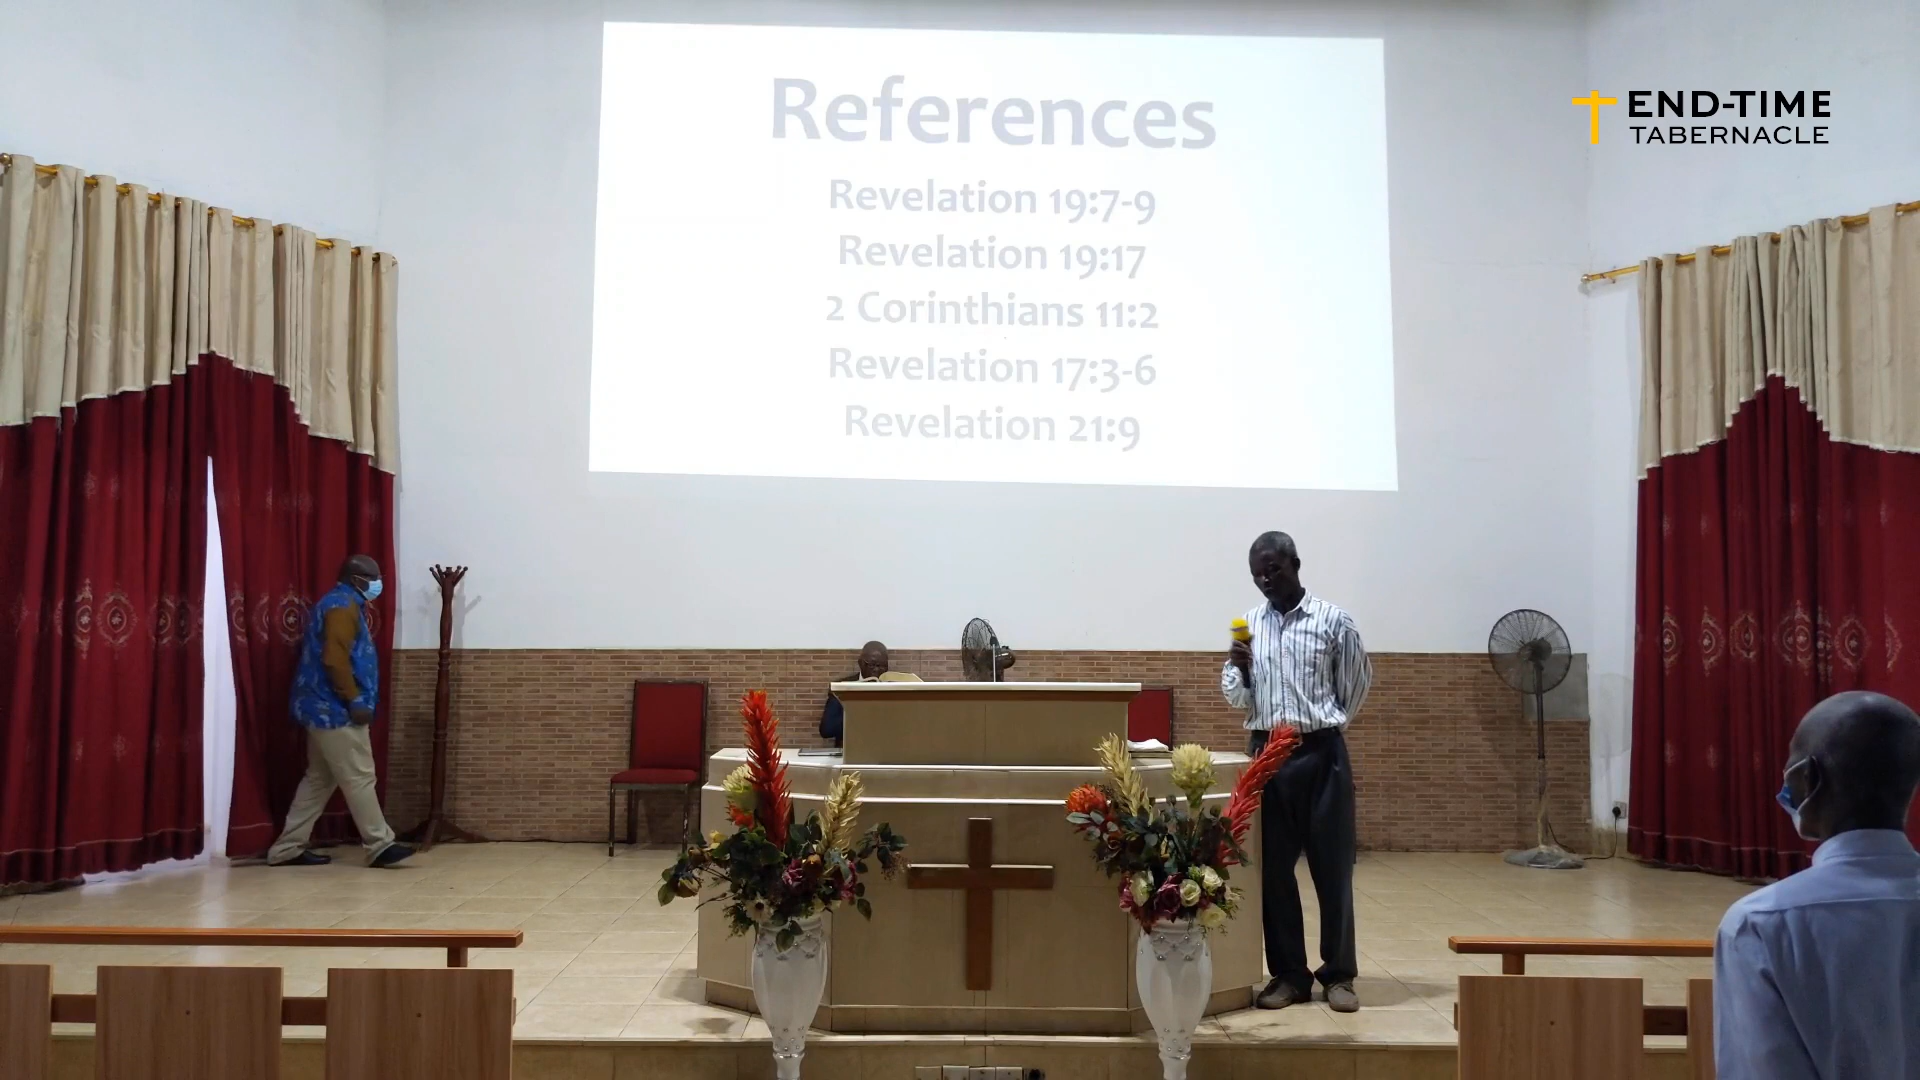 References
Revelation 19:7-9
Revelation 19:17
2 Corinthians 11:2
Revelation 17:3-6
Revelation 21:9
END-TIME
TABERNACLE